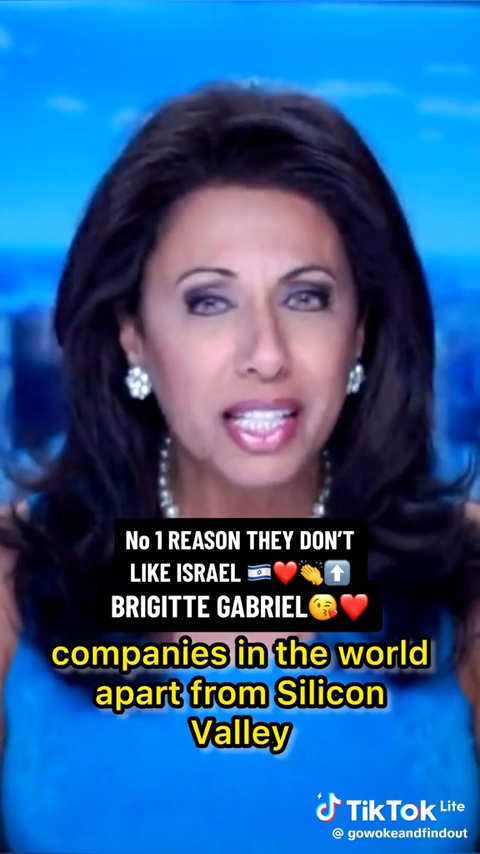 No 1 REASON THEY DON'T
LIKE ISRAEL 🇮🇱❤️👏⬆️
BRIGITTE GABRIEL😘❤️
companies in the world
apart from Silicon
Valley
TikTok Lite
@ gowokeandfindout